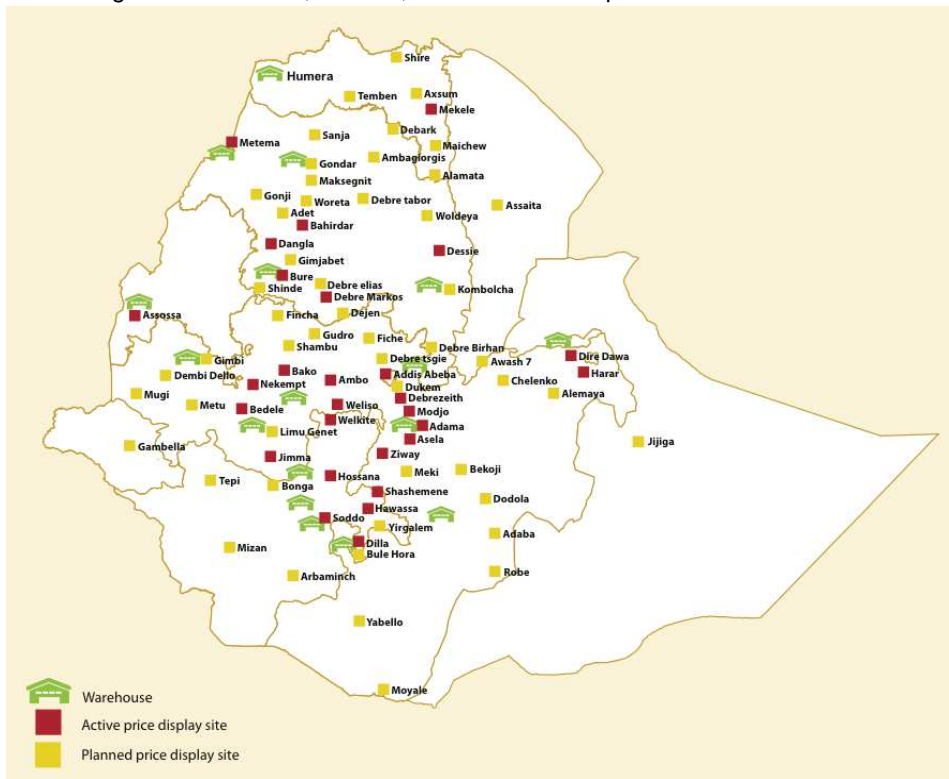 Shire
Humera
Temben
Axsum
Mekele
Metema
Sanja
Debark
Maichew
Ambagiorgis
Gondar
Maksegnit
Alamata
Gonji
Woreta
Debre tabor
Assaita
Adet
Woldeya
Bahirdar
Dangla
Dessie
Gimjabet
Bure
Shinde
Debre elias
Kombolcha
Debre Markos
Assossa
Fincha
Dejen
Gudro
Fiche
Shambu
Debre Birhan
Dire Dawa
Gimbi
Debre tsgie
Awash 7
Dembi Dello
Bako
Ambo
Addis Abeba
Harar
Nekempt
Dukem
Chelenko
Mugi
Debrezeith
Alemaya
Metu
Bedele
Weliso
Modjo
Welkite
Adama
Limu Genet
Asela
Gambella
Jijiga
Jimma
Ziway
Tepi
Bonga
Hossana
Meki
Bekoji
Shashemene
Dodola
Hawassa
Soddo
Yirgalem
Adaba
Mizan
Dilla
Bule Hora
Arbaminch
Robe
Yabello
Moyale
Warehouse
Active price display site
Planned price display site